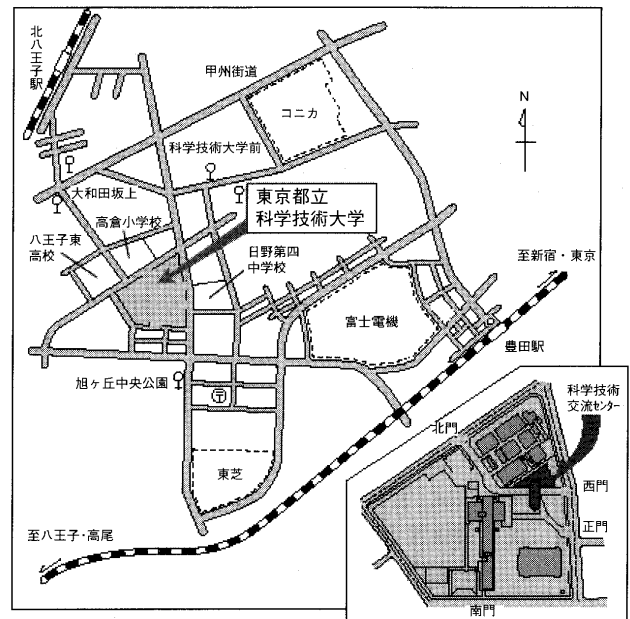 北八王子駅
甲州街道
コニカ
N
科学技術大学前
大和田坂上
東京都立
科学技術大学
高倉小学校
八王子東
高校
日野第四
中学校
至新宿・東京
富士電機
豊田駅
旭ヶ丘中央公園
〒
東芝
至八王子・高尾
科学技術
交流センター
北門
西門
正門
南門